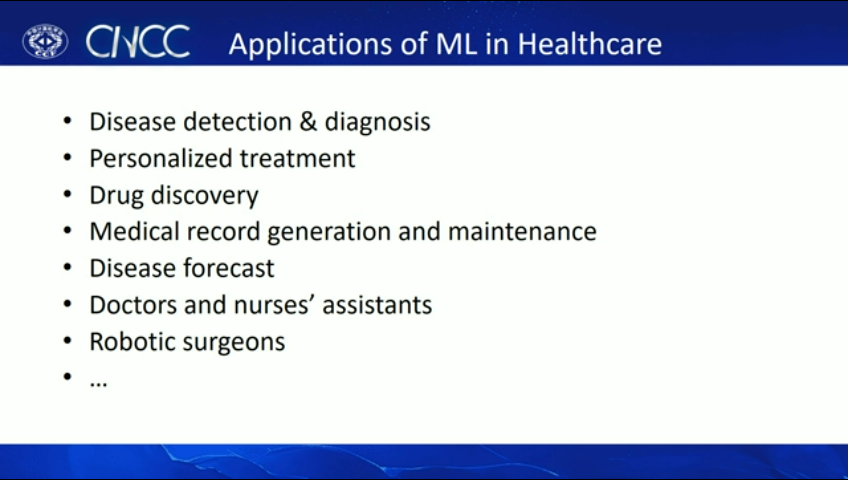 CNCC
Applications of ML in Healthcare
• Disease detection & diagnosis
• Personalized treatment
• Drug discovery
• Medical record generation and maintenance
• Disease forecast
• Doctors and nurses’ assistants
• Robotic surgeons
• ...